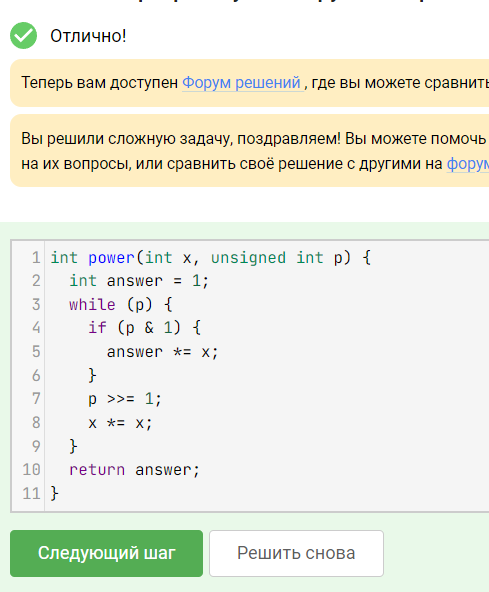 Отлично!
Теперь вам доступен Форум решений , где вы можете сравнить
Вы решили сложную задачу, поздравляем! Вы можете помочь
на их вопросы, или сравнить своё решение с другими на форум
1 int power(int x, unsigned int p) {
2   int answer = 1;
3   while (p) {
4     if (p & 1) {
5       answer *= x;
6     }
7     p >>= 1;
8     x *= x;
9   }
10   return answer;
11 }
Следующий шаг
Решить снова